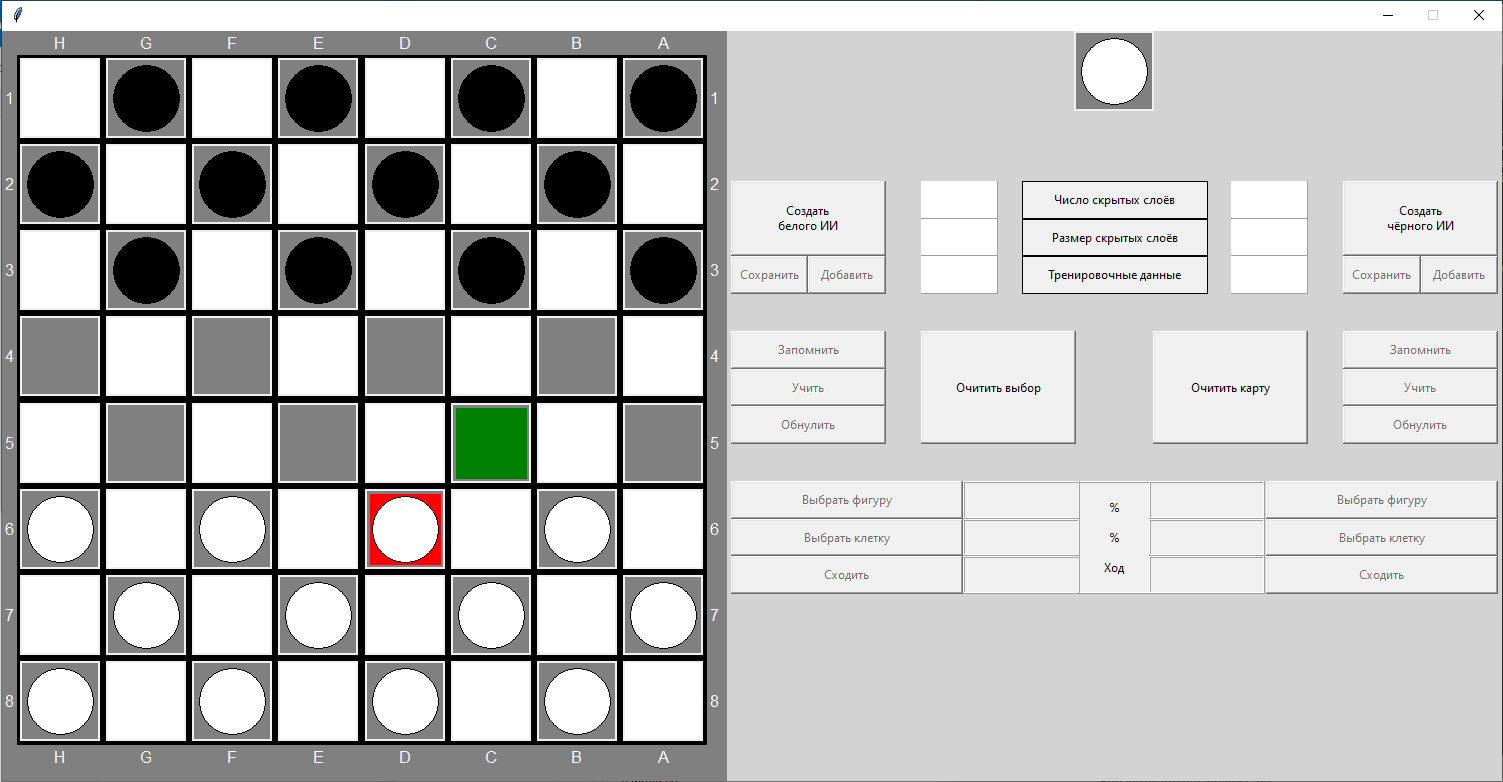 H G F E D C B A
1 1
2 2
3 3
4 4
5 5
6 6
7 7
8 8
H G F E D C B A
Создать
белого ИИ
Сохранить Добавить
Число скрытых слоёв
Размер скрытых слоёв
Тренировочные данные
Создать
чёрного ИИ
Сохранить Добавить
Запомнить
Учить
Обнулить
Очитить выбор
Очитить карту
Запомнить
Учить
Обнулить
Выбрать фигуру % Выбрать фигуру
Выбрать клетку % Выбрать клетку
Сходить Ход Сходить